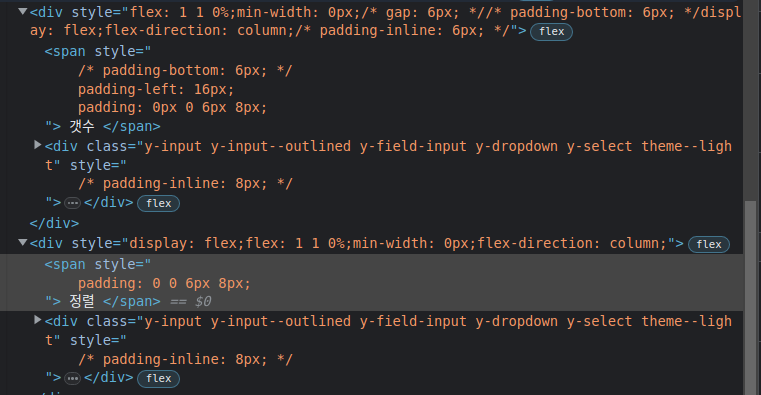 ▼<div style="flex: 1 1 0%;min-width: 0px;/* gap: 6px; *//* padding-bottom: 6px; */displ
ay: flex;flex-direction: column;/* padding-inline: 6px; */"> flex
<span style="
/* padding-bottom: 6px; */
padding-left: 16px;
padding: 0px 0 6px 8px;
"> 갯수 </span>
▶<div class="y-input y-input--outlined y-field-input y-dropdown y-select theme--ligh
t" style="
/* padding-inline: 8px; */
">⋯</div> flex
</div>
▼<div style="display: flex;flex: 1 1 0%;min-width: 0px;flex-direction: column;"> flex
<span style="
padding: 0 0 6px 8px;
"> 정렬 </span> == $0
▶<div class="y-input y-input--outlined y-field-input y-dropdown y-select theme--ligh
t" style="
/* padding-inline: 8px; */
">⋯</div> flex